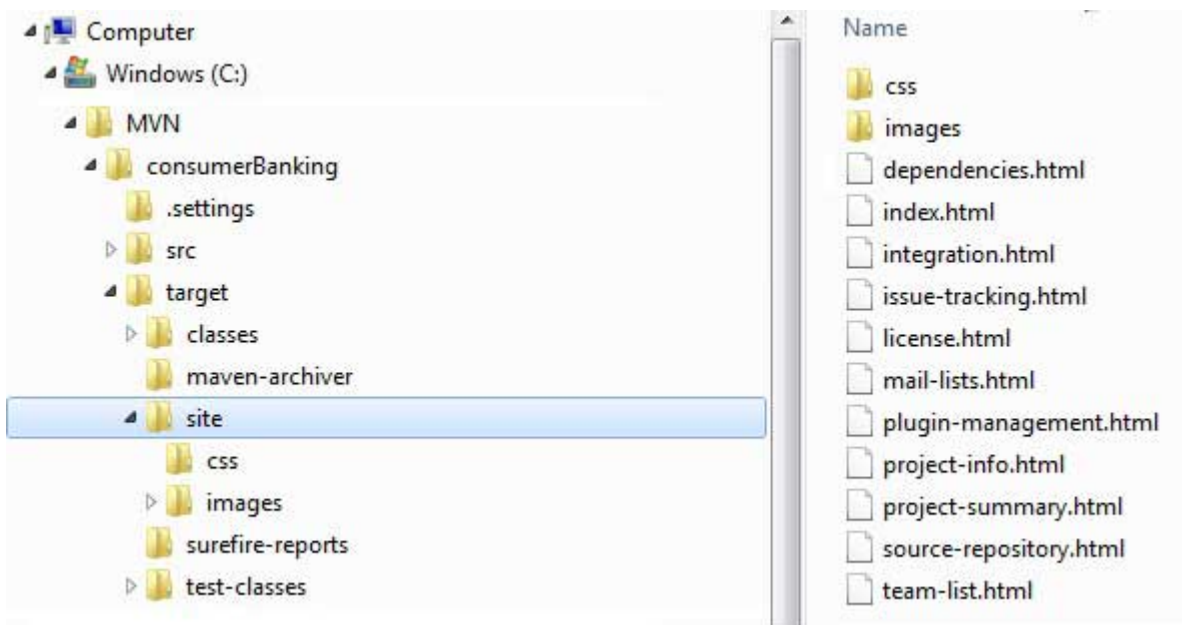 Computer
Windows (C:)
MVN
consumerBanking
.settings
src
target
classes
maven-archiver
site
css
images
surefire-reports
test-classes
Name
css
images
dependencies.html
index.html
integration.html
issue-tracking.html
license.html
mail-lists.html
plugin-management.html
project-info.html
project-summary.html
source-repository.html
team-list.html